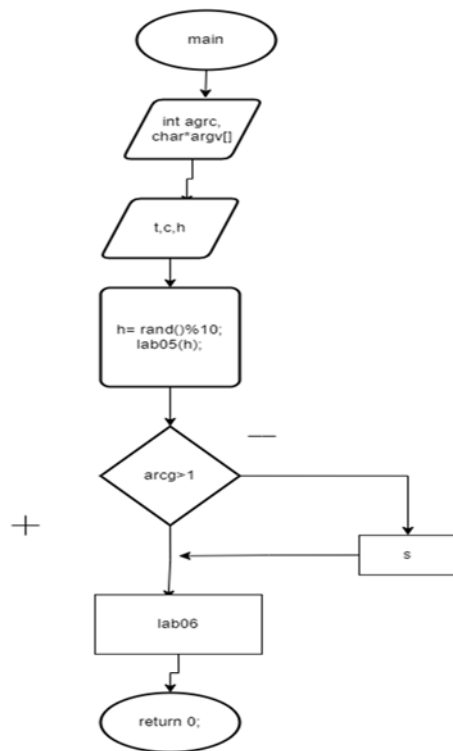 main
int agrc,
char*argv[]
t,c,h
h= rand()%10;
lab05(h);
—
arcg>1
+
s
lab06
return 0;